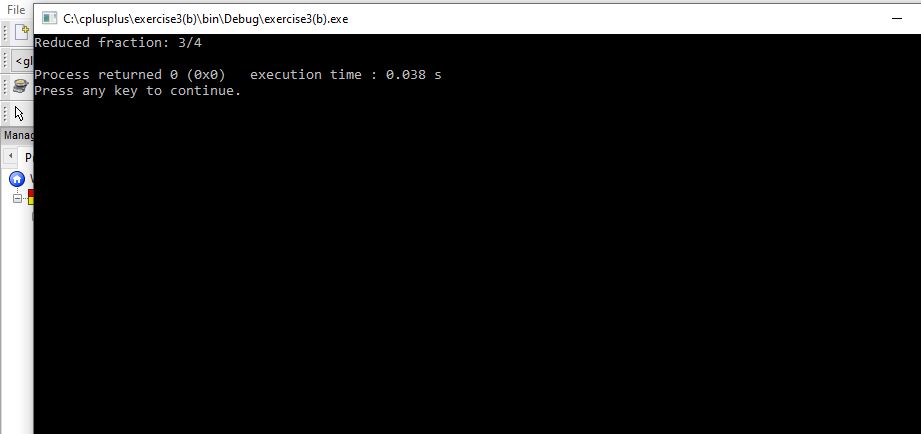 File
C:\cplusplus\exercise3(b)\bin\Debug\exercise3(b).exe
Reduced fraction: 3/4
<gl
Process returned 0 (0x0)   execution time : 0.038 s
Press any key to continue.
Manag